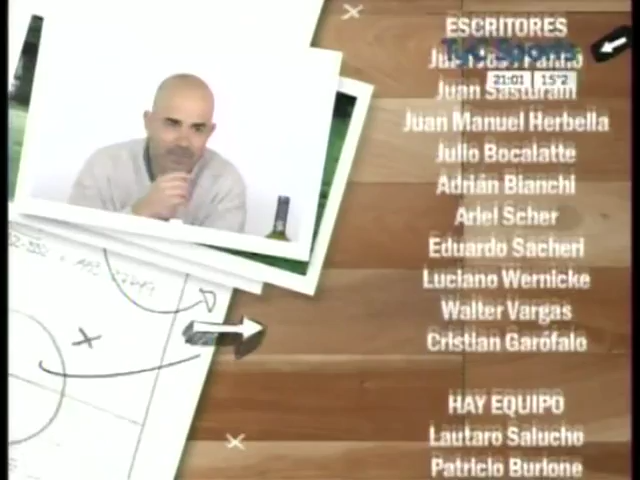 ESCRITORES
TyC Sports
Juan
21:01 15°2
Juan Sasturain
Juan Manuel Herbella
Julio Bocalatte
Adrián Bianchi
Ariel Scher
Eduardo Sacheri
Luciano Wernicke
Walter Vargas
Cristian Garófalo
HAY EQUIPO
Lautaro Salucho
Patricio Burlone